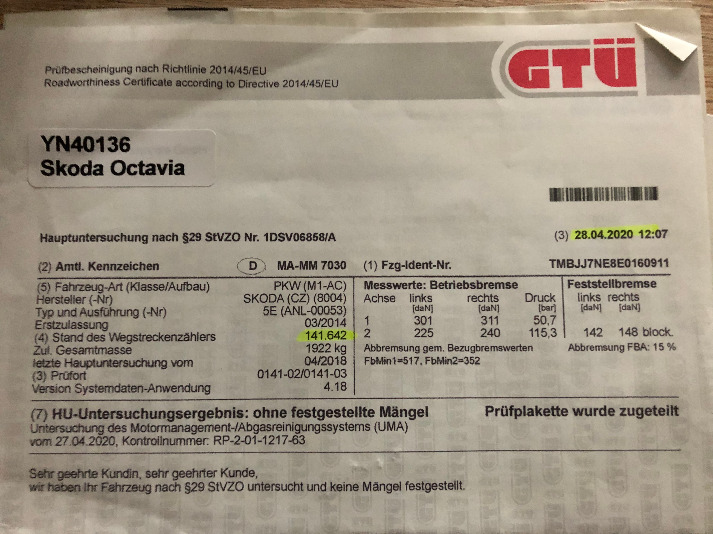 GTÜ
Prüfbescheinigung nach Richtlinie 2014/45/EU
Roadworthiness Certificate according to Directive 2014/45/EU
YN40136
Skoda Octavia
Hauptuntersuchung nach §29 StVZO Nr. 1DSV06858/A (3) 28.04.2020 12:07
(2) Amtl. Kennzeichen D MA-MM 7030 (1) Fzg-Ident-Nr. TMBJJ7NE8E0160911
(5) Fahrzeug-Art (Klasse/Aufbau) PKW (M1-AC)
Hersteller (-Nr) SKODA (CZ) (8004)
Typ und Ausführung (-Nr) 5E (ANL-00053)
Erstzulassung 03/2014
(4) Stand des Wegstreckenzählers 141.642
Zul. Gesamtmasse 1922 kg
letzte Hauptuntersuchung vom 04/2018
(3) Prüfort 0141-02/0141-03
Version Systemdaten-Anwendung 4.18
Messwerte: Betriebsbremse Feststellbremse
Achse links rechts Druck links rechts
[daN] [daN] [bar] [daN] [daN]
1 301 311 50,7
2 225 240 115,3 142 148 block.
Abbremsung gem. Bezugbremswerten Abbremsung FBA: 15 %
FbMin1=517, FbMin2=352
(7) HU-Untersuchungsergebnis: ohne festgestellte Mängel Prüfplakette wurde zugeteilt
Untersuchung des Motormanagement-/Abgasreinigungssystems (UMA)
vom 27.04.2020, Kontrollnummer: RP-2-01-1217-63
Sehr geehrte Kundin, sehr geehrter Kunde,
wir haben Ihr Fahrzeug nach §29 StVZO untersucht und keine Mängel festgestellt.